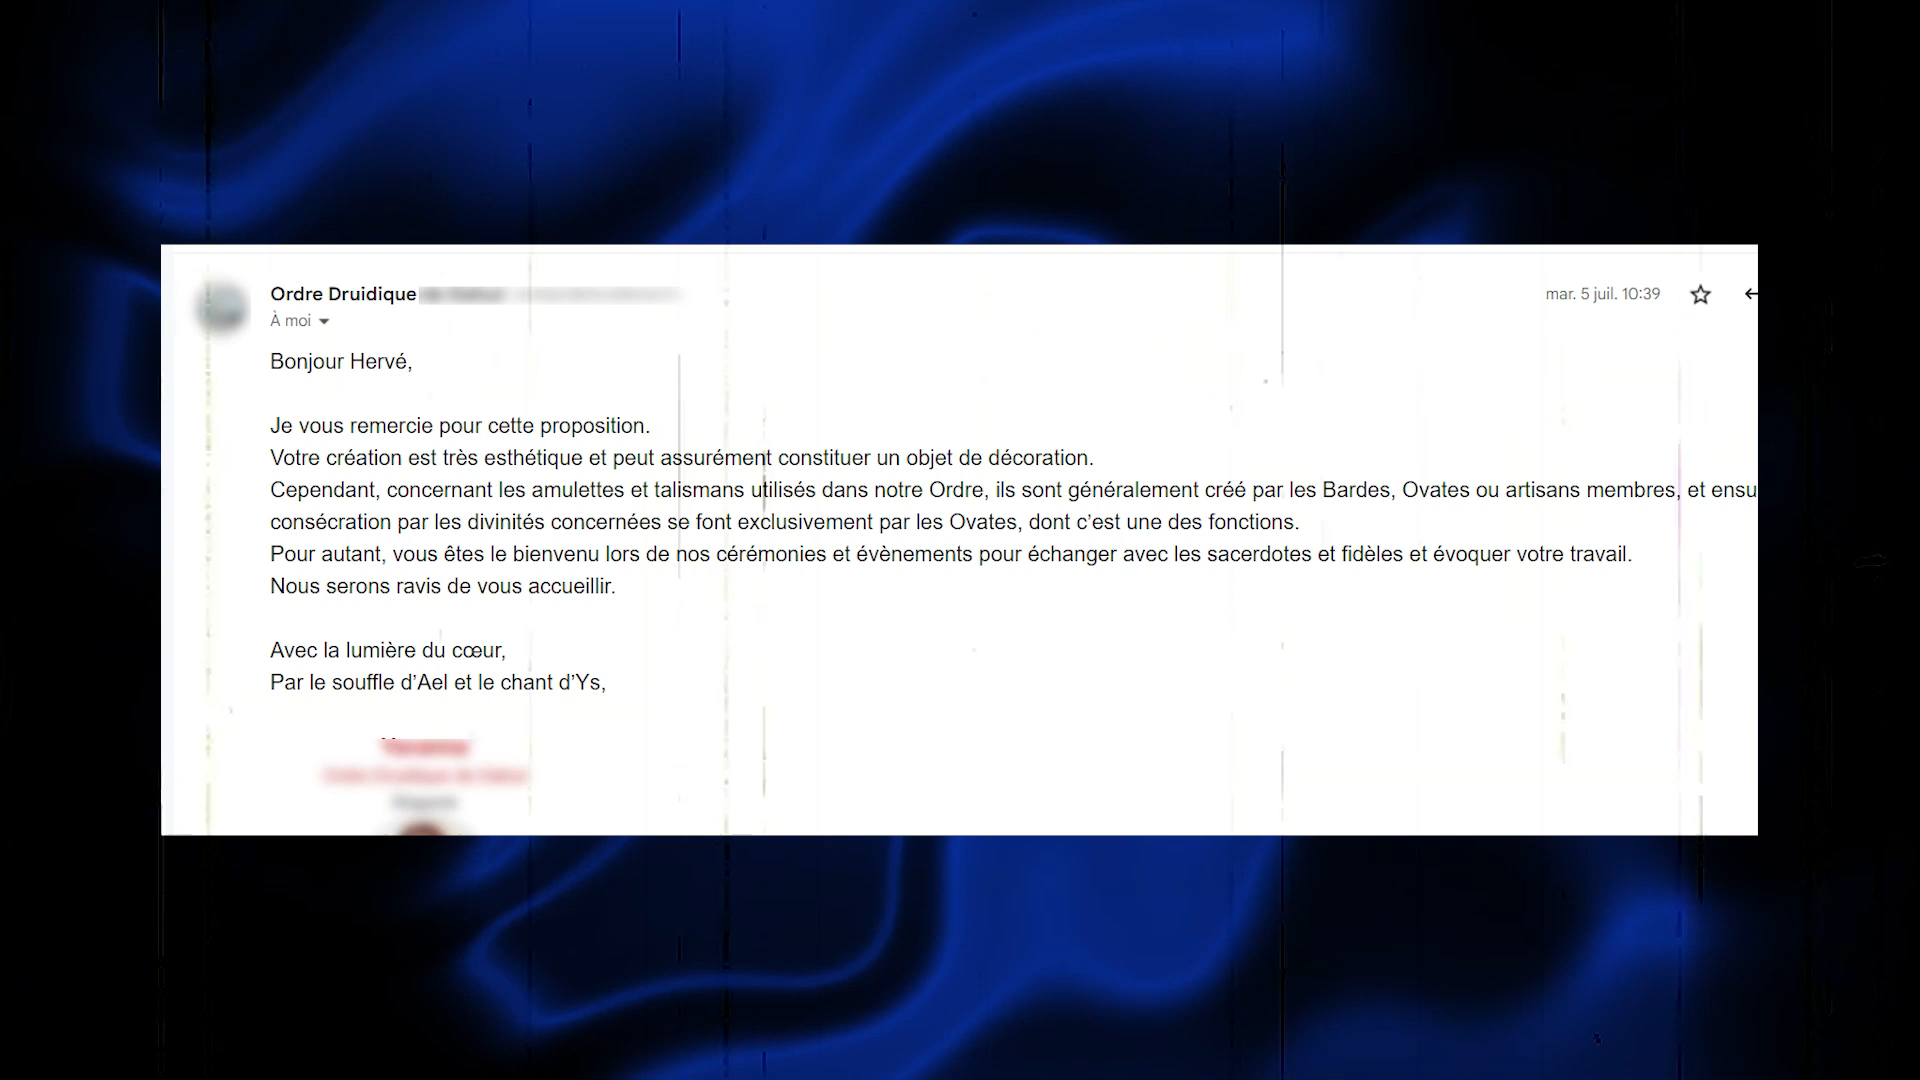 Ordre Druidique
mar. 5 juil. 10:39
À moi
Bonjour Hervé,
Je vous remercie pour cette proposition.
Votre création est très esthétique et peut assurément constituer un objet de décoration.
Cependant, concernant les amulettes et talismans utilisés dans notre Ordre, ils sont généralement créé par les Bardes, Ovates ou artisans membres, et ensu
consécration par les divinités concernées se font exclusivement par les Ovates, dont c’est une des fonctions.
Pour autant, vous êtes le bienvenu lors de nos cérémonies et évènements pour échanger avec les sacerdotes et fidèles et évoquer votre travail.
Nous serons ravis de vous accueillir.
Avec la lumière du cœur,
Par le souffle d’Ael et le chant d’Ys,